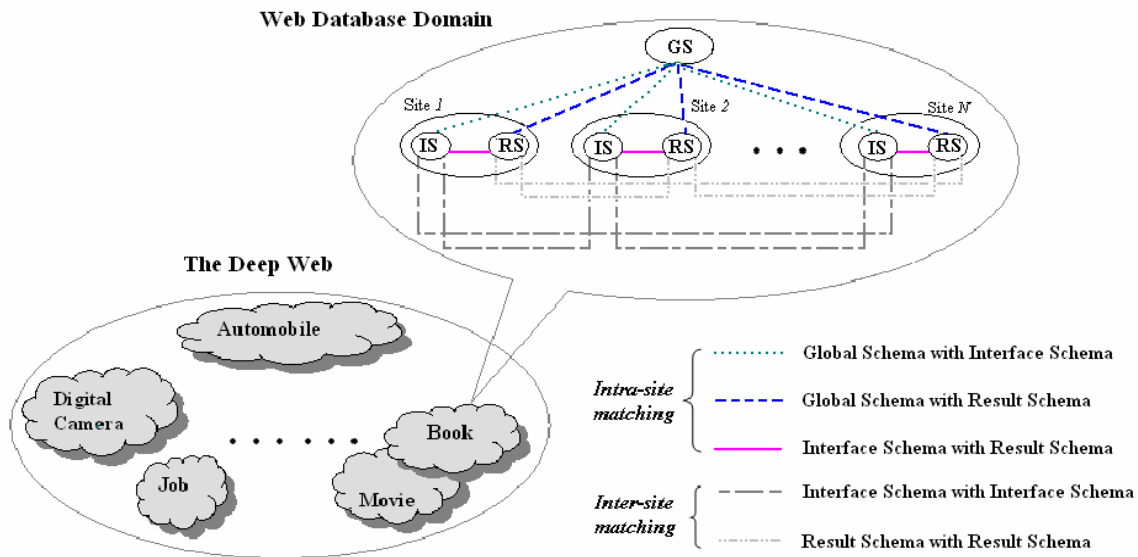 Web Database Domain
GS
Site 1
Site 2
Site N
IS
RS
IS
RS
IS
RS
The Deep Web
Automobile
Digital
Camera
Book
Job
Movie
Intra-site
matching
Global Schema with Interface Schema
Global Schema with Result Schema
Interface Schema with Result Schema
Inter-site
matching
Interface Schema with Interface Schema
Result Schema with Result Schema